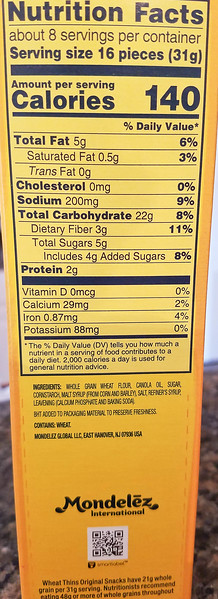 Nutrition Facts
about 8 servings per container
Serving size 16 pieces (31g)
Amount per serving
Calories 140
% Daily Value*
Total Fat 5g 6%
Saturated Fat 0.5g 3%
Trans Fat 0g
Cholesterol 0mg 0%
Sodium 200mg 9%
Total Carbohydrate 22g 8%
Dietary Fiber 3g 11%
Total Sugars 5g
Includes 4g Added Sugars 8%
Protein 2g
Vitamin D 0mcg 0%
Calcium 29mg 2%
Iron 0.87mg 4%
Potassium 88mg 0%
*The % Daily Value (DV) tells you how much a
nutrient in a serving of food contributes to a
daily diet. 2,000 calories a day is used for
general nutrition advice.
INGREDIENTS: WHOLE GRAIN WHEAT FLOUR, CANOLA OIL, SUGAR,
CORNSTARCH, MALT SYRUP (FROM CORN AND BARLEY), SALT, REFINER'S SYRUP,
LEAVENING (CALCIUM PHOSPHATE AND BAKING SODA).
BHT ADDED TO PACKAGING MATERIAL TO PRESERVE FRESHNESS.
CONTAINS: WHEAT.
MONDELĒZ GLOBAL LLC, EAST HANOVER, NJ 07936 USA
Mondelēz
International
smartlabel
Wheat Thins Original Snacks have 21g whole
grain per 31g serving. Nutritionists recommend
eating 48g or more of whole grains throughout